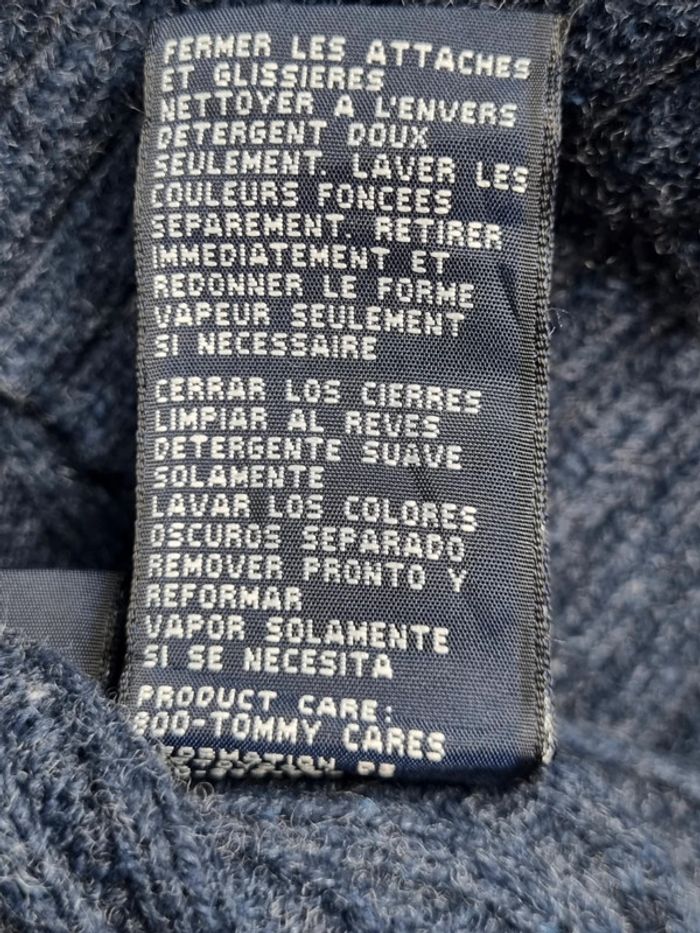 FERMER LES ATTACHES
ET GLISSIERES
NETTOYER A L'ENVERS
DETERGENT DOUX
SEULEMENT. LAVER LES
COULEURS FONCEES
SEPAREMENT. RETIRER
IMMEDIATEMENT ET
REDONNER LE FORME
VAPEUR SEULEMENT
SI NECESSAIRE
CERRAR LOS CIERRES
LIMPIAR AL REVES
DETERGENTE SUAVE
SOLAMENTE
LAVAR LOS COLORES
OSCUROS SEPARADO
REMOVER PRONTO Y
REFORMAR
VAPOR SOLAMENTE
SI SE NECESITA
PRODUCT CARE:
800-TOMMY CARES